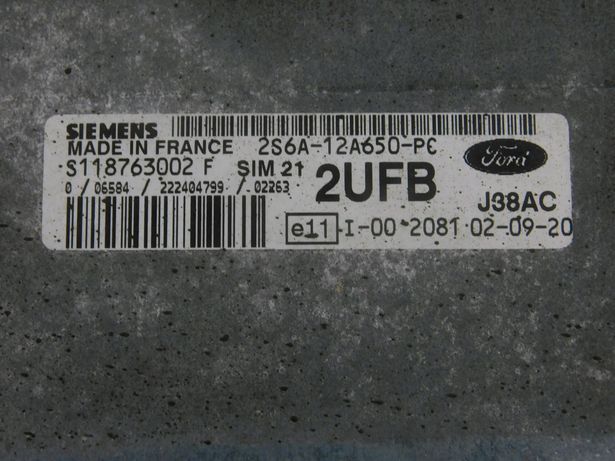 SIEMENS
MADE IN FRANCE 2S6A-12A650-PC
Ford
S118763002 F SIM 21
2UFB
0 / 06584 / 222404799 / 02263
J38AC
e11 I-00 2081 02-09-20